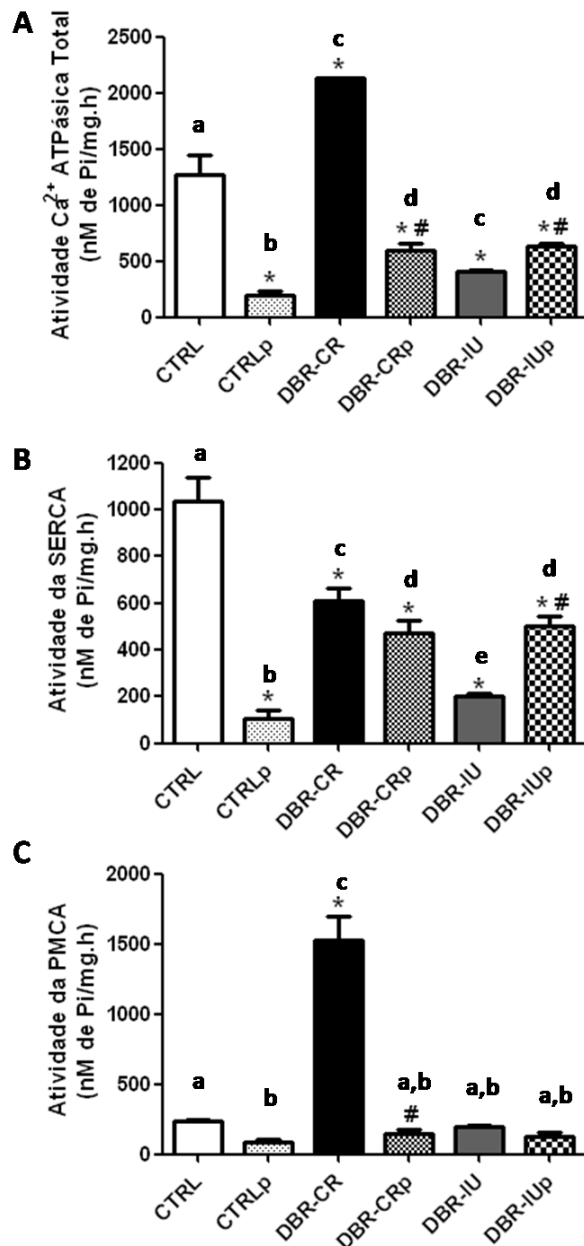 A
Atividade Ca2+ ATPásica Total
(nM de Pi/mg.h)
2500
2000
1500
1000
500
0
a
b
*
c
*
d
* #
c
*
d
* #
CTRL
CTRLp
DBR-CR
DBR-CRp
DBR-IU
DBR-IUp
B
Atividade da SERCA
(nM de Pi/mg.h)
1200
1000
800
600
400
200
0
a
b
*
c
*
d
*
e
*
d
* #
CTRL
CTRLp
DBR-CR
DBR-CRp
DBR-IU
DBR-IUp
C
Atividade da PMCA
(nM de Pi/mg.h)
2000
1500
1000
500
0
a
b
c
*
a,b
#
a,b
a,b
CTRL
CTRLp
DBR-CR
DBR-CRp
DBR-IU
DBR-IUp